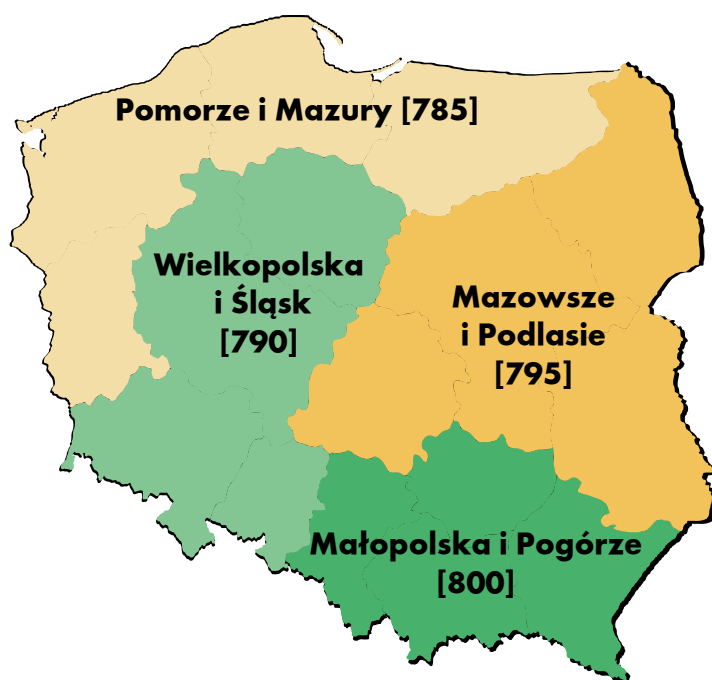 Pomorze i Mazury [785]
Wielkopolska
i Śląsk
[790]
Mazowsze
i Podlasie
[795]
Małopolska i Pogórze
[800]